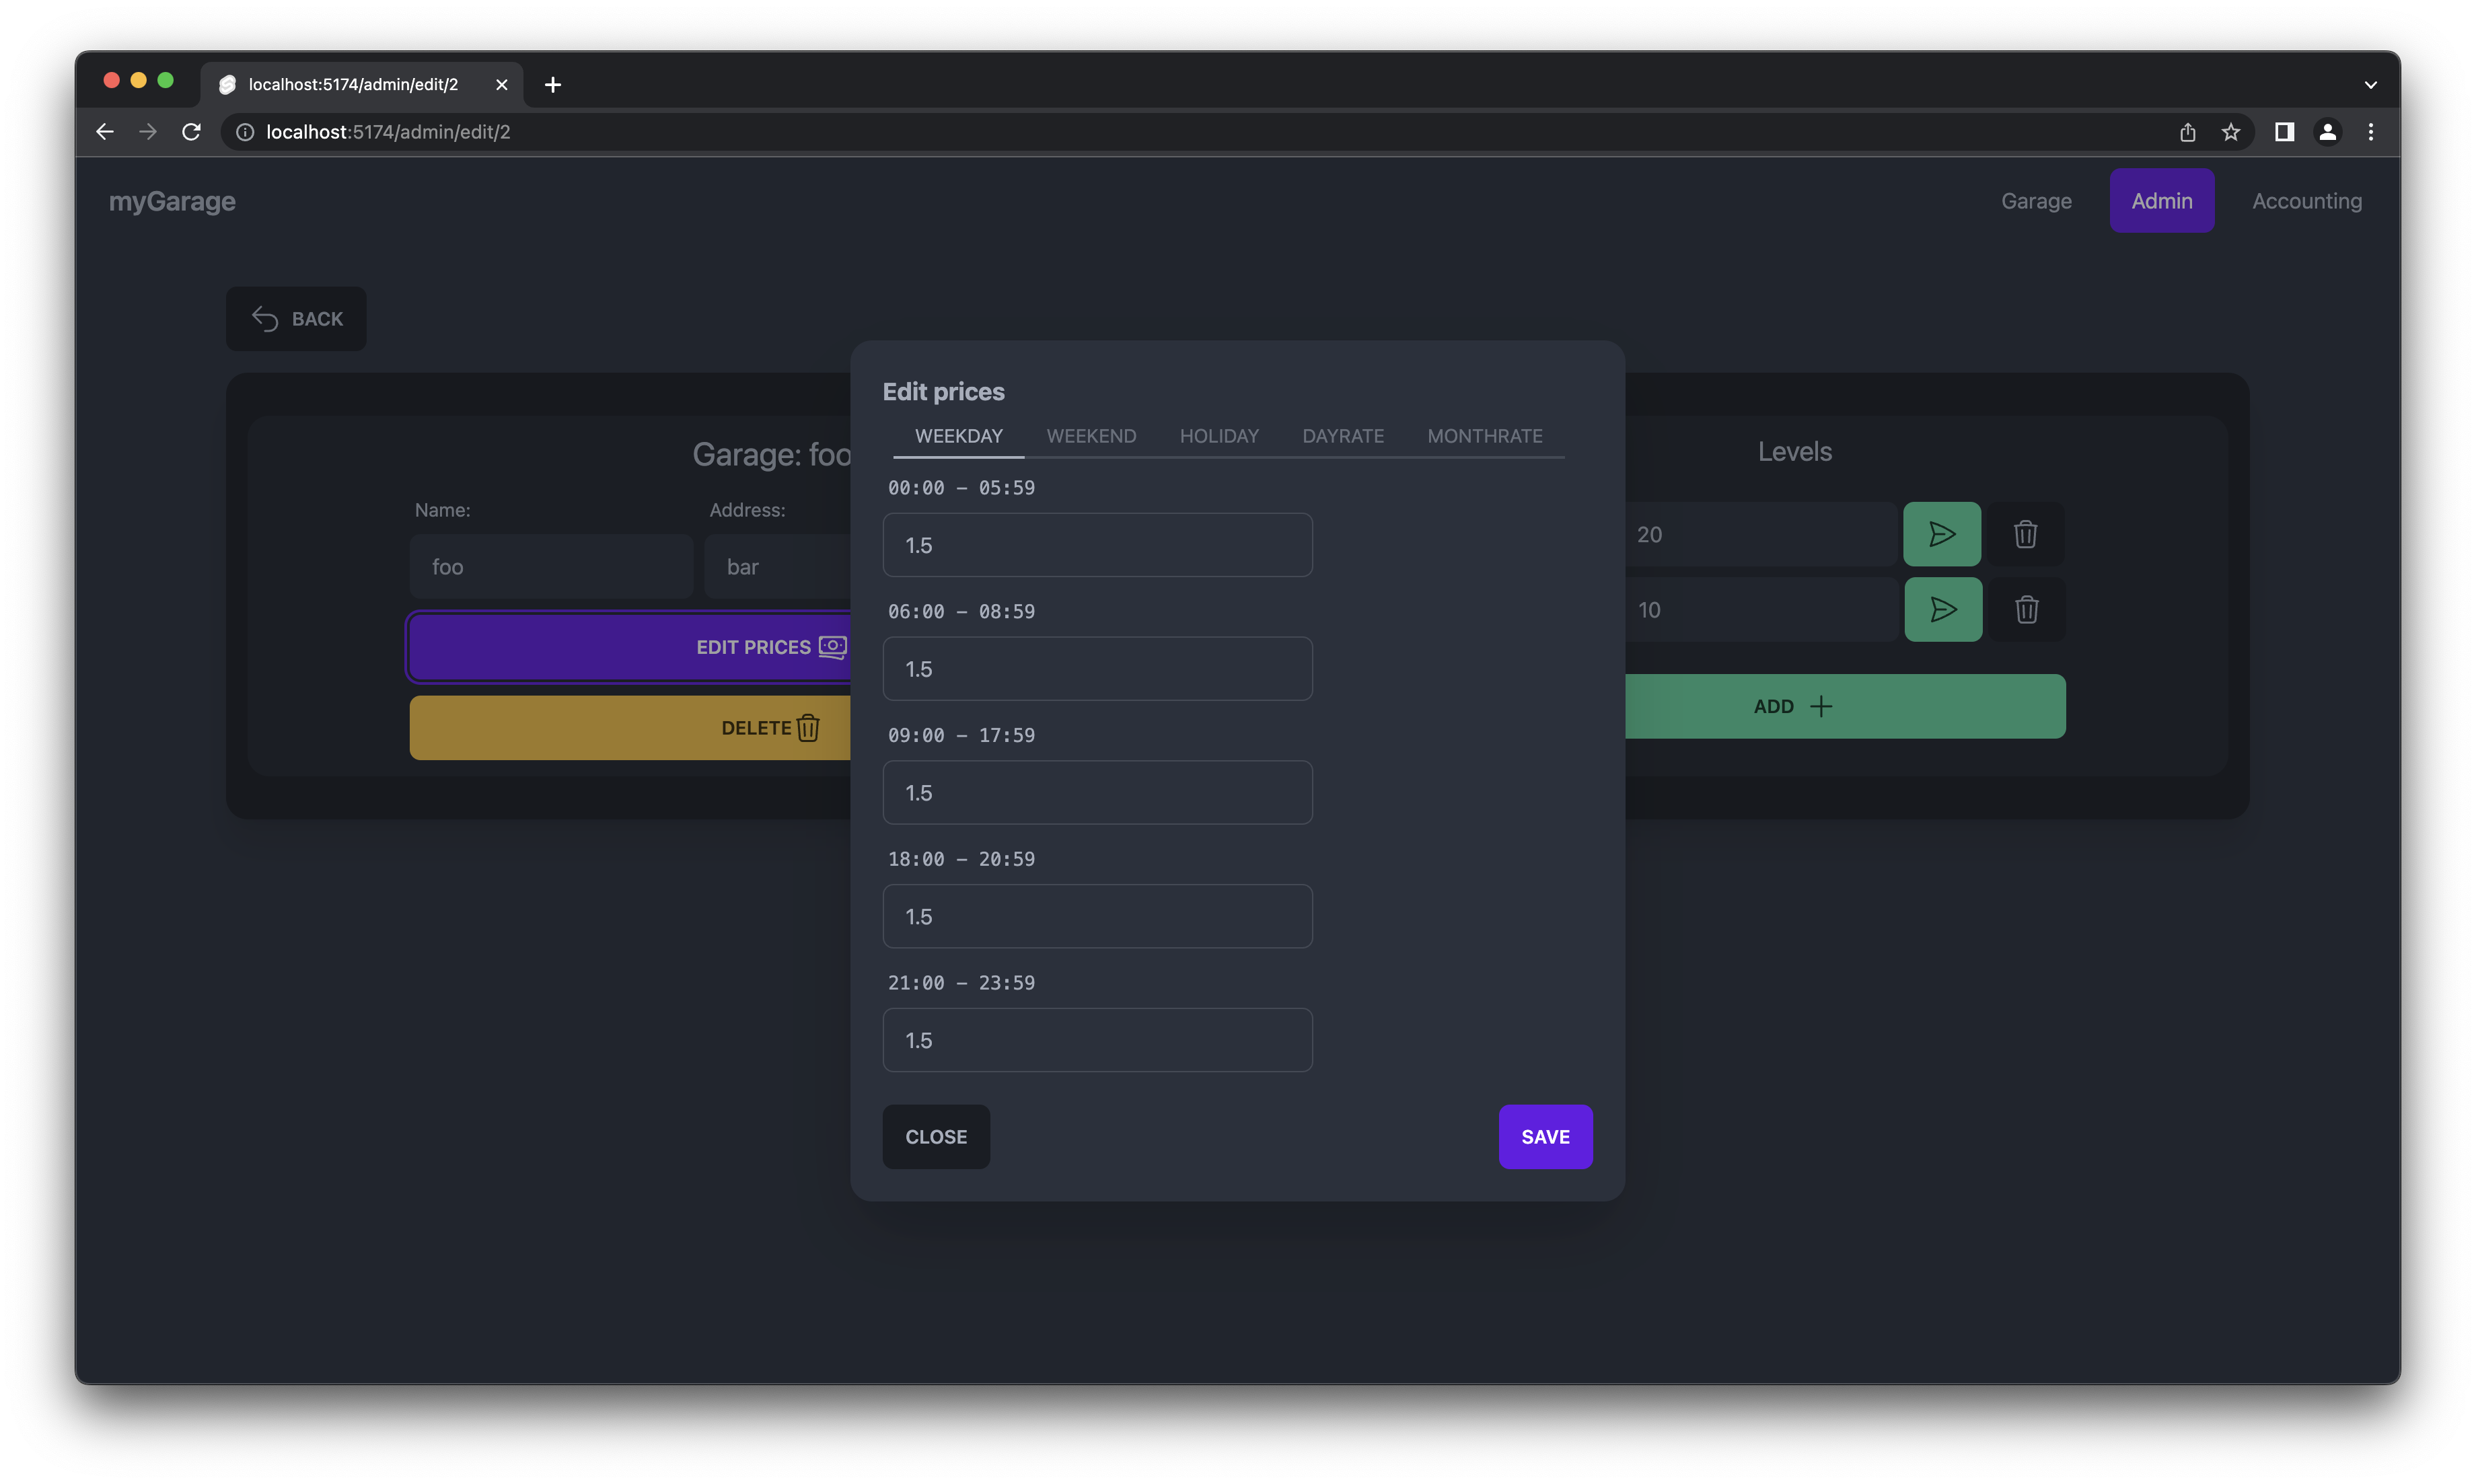 localhost:5174/admin/edit/2
localhost:5174/admin/edit/2
myGarage
Garage
Admin
Accounting
BACK
Garage: foo
Name:
Address:
foo
bar
EDIT PRICES
DELETE
Edit prices
WEEKDAY
WEEKEND
HOLIDAY
DAYRATE
MONTHRATE
00:00 – 05:59
1.5
06:00 – 08:59
1.5
09:00 – 17:59
1.5
18:00 – 20:59
1.5
21:00 – 23:59
1.5
CLOSE
SAVE
Levels
20
10
ADD